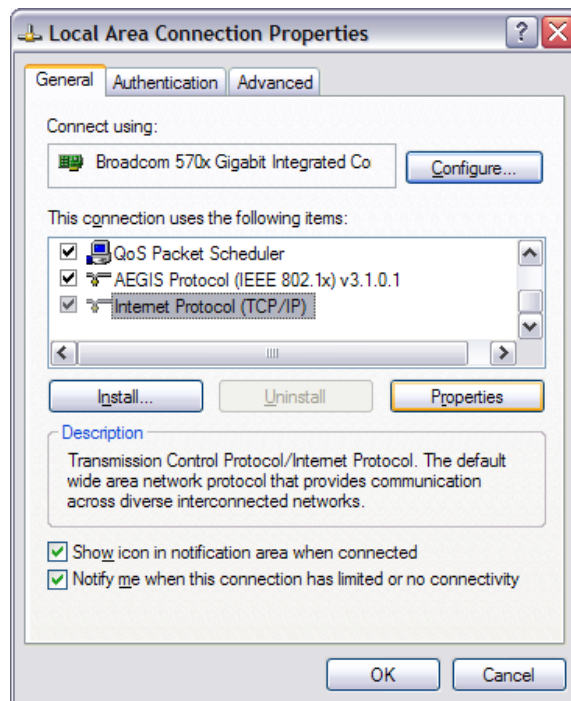 Local Area Connection Properties
General Authentication Advanced
Connect using:
Broadcom 570x Gigabit Integrated Co
Configure...
This connection uses the following items:
QoS Packet Scheduler
AEGIS Protocol (IEEE 802.1x) v3.1.0.1
Internet Protocol (TCP/IP)
Install... Uninstall Properties
Description
Transmission Control Protocol/Internet Protocol. The default
wide area network protocol that provides communication
across diverse interconnected networks.
Show icon in notification area when connected
Notify me when this connection has limited or no connectivity
OK Cancel